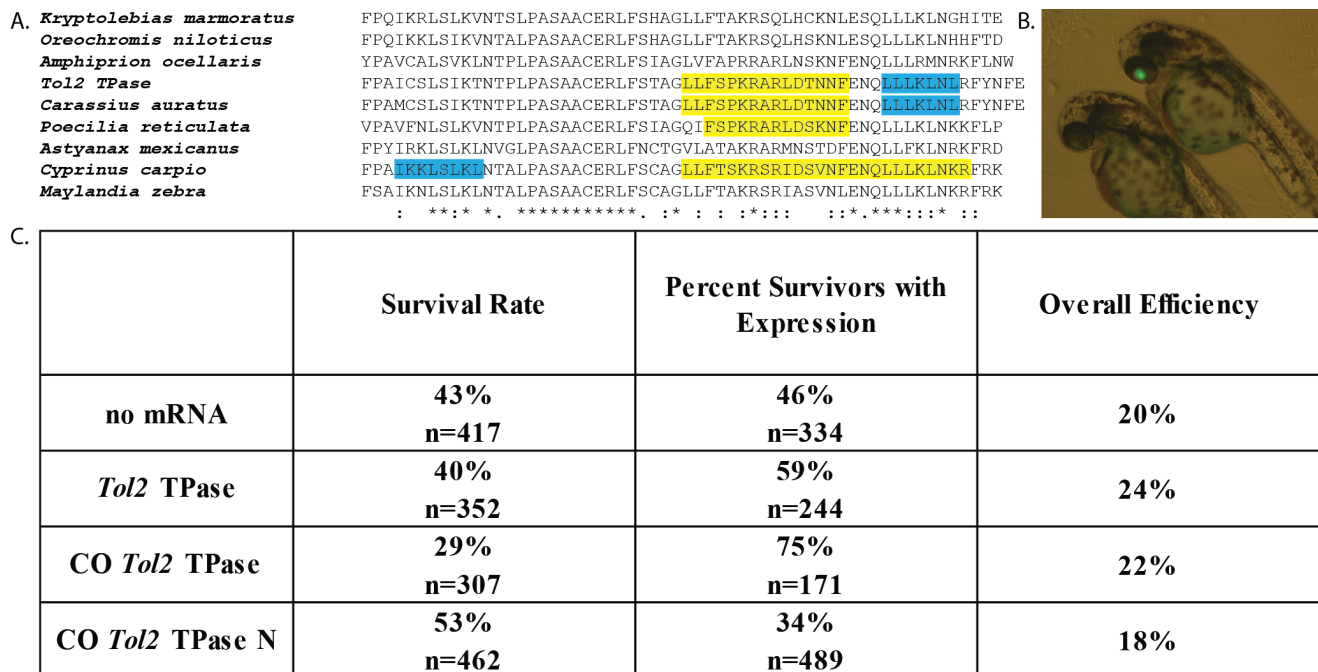 A.
Kryptolebias marmoratus FPQIKRLSLKVNTSLPASAACERLFSHAGLLFTAKRSQLHCKNLESQLLLKLNGHITE
B.
Oreochromis niloticus FPQIKKLSIKVNTALPASAACERLFSHAGLLFTAKRSQLHSKNLESQLLLKLNHHFTD
Amphiprion ocellaris YPAVCALSVKLNTPLPASAACERLFSIAGLVFAPRRARLNSKNFENQLLLRMNRKFLNW
Tol2 TPase FPAICSLSIKTNTPLPASAACERLFSTAGLLFSPKRARLDTNNFENQLLLKLNLRFYNFE
Carassius auratus FPAMCSLSIKTNTPLPASAACERLFSTAGLLFSPKRARLDTNNFENQLLLKLNLRFYNFE
Poecilia reticulata VPAVFNLSLKVNTPLPASAACERLFSIAGQIFSPKRARLDSKNFENQLLLKLNKKFLP
Astyanax mexicanus FPYIRKLSLKLNVGLPASAACERLFNCTGVLATAKRARMNSTDFENQLLFKLNRKFRD
Cyprinus carpio FPAIKKLSLKLNTALPASAACERLFSCAGLLFTSKRSRIDSVNFENQLLLKLNKRFRK
Maylandia zebra FSAIKNLSLKLNTPLPASAACERLFSCAGLLFTAKRSRIASVNLENQLLLKLNKRFRK
: **:* *. ***********. :* : *:*::: ::*.***:::* ::
C.
Survival Rate
Percent Survivors with
Expression
Overall Efficiency
no mRNA
43%
n=417
46%
n=334
20%
Tol2 TPase
40%
n=352
59%
n=244
24%
CO Tol2 TPase
29%
n=307
75%
n=171
22%
CO Tol2 TPase N
53%
n=462
34%
n=489
18%